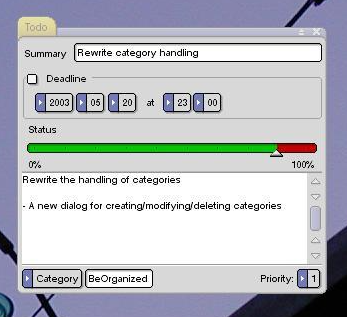 Todo
Summary Rewrite category handling
Deadline
2003 05 20 at 23 00
Status
0% 100%
Rewrite the handling of categories
- A new dialog for creating/modifying/deleting categories
Category BeOrganized Priority: 1